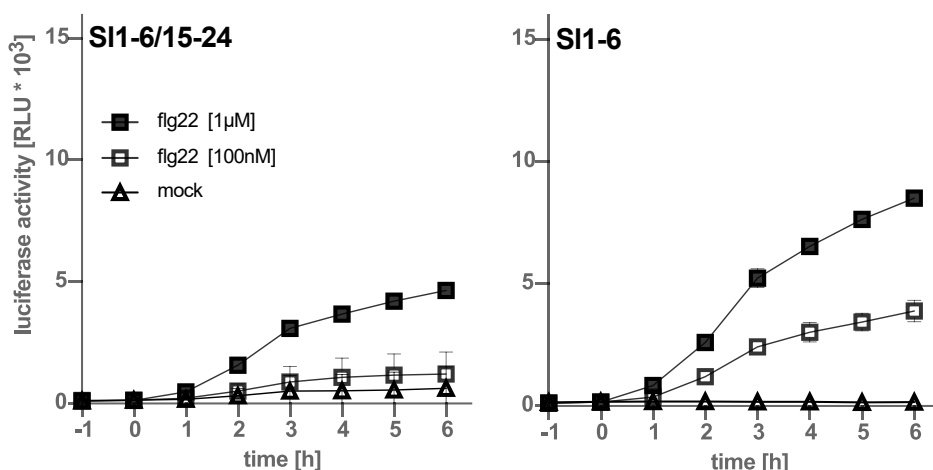 Sl1-6/15-24
Sl1-6
luciferase activity [RLU * 10³]
15
10
5
0
flg22 [1µM]
flg22 [100nM]
mock
-1 0 1 2 3 4 5 6
time [h]
15
10
5
0
-1 0 1 2 3 4 5 6
time [h]